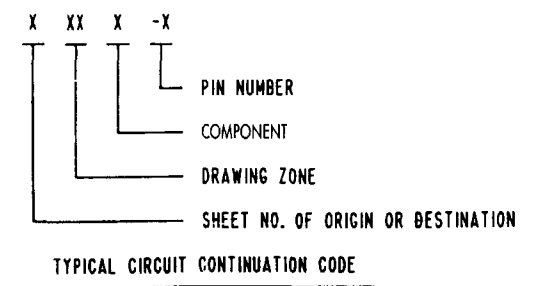 X XX X -X
PIN NUMBER
COMPONENT
DRAWING ZONE
SHEET NO. OF ORIGIN OR DESTINATION
TYPICAL CIRCUIT CONTINUATION CODE